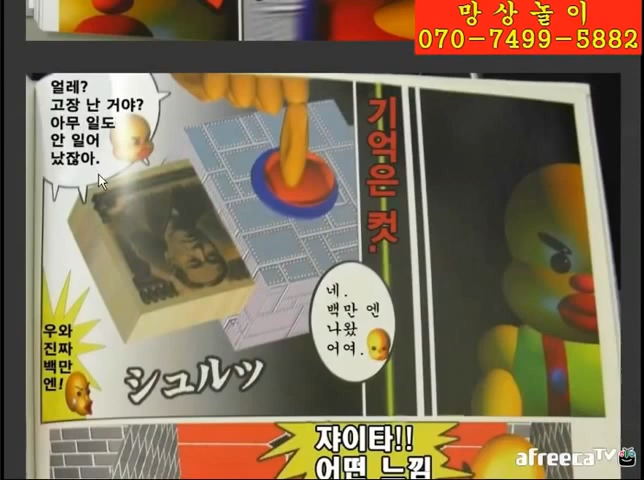 망상놀이
070-7499-5882
얼레?
고장 난 거야?
아무 일도
안 일어
났잖아.
기억은 컷.
네.
백만 엔
나왔
어여.
우와
진짜
백만
엔!
シュルッ
쟈이타!!
어떤 느낌
afreecaTV